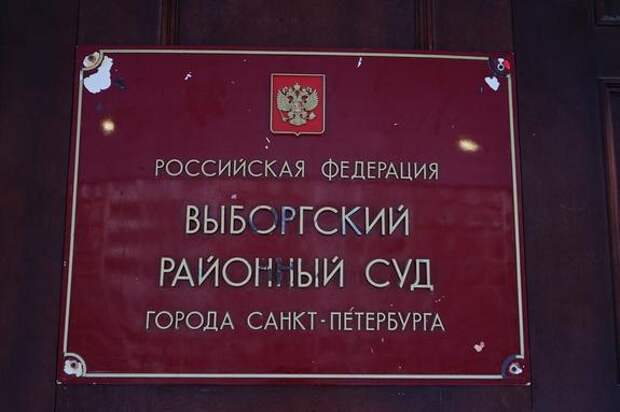 РОССИЙСКАЯ ФЕДЕРАЦИЯ
ВЫБОРГСКИЙ
РАЙОННЫЙ СУД
ГОРОДА САНКТ-ПЕТЕРБУРГА